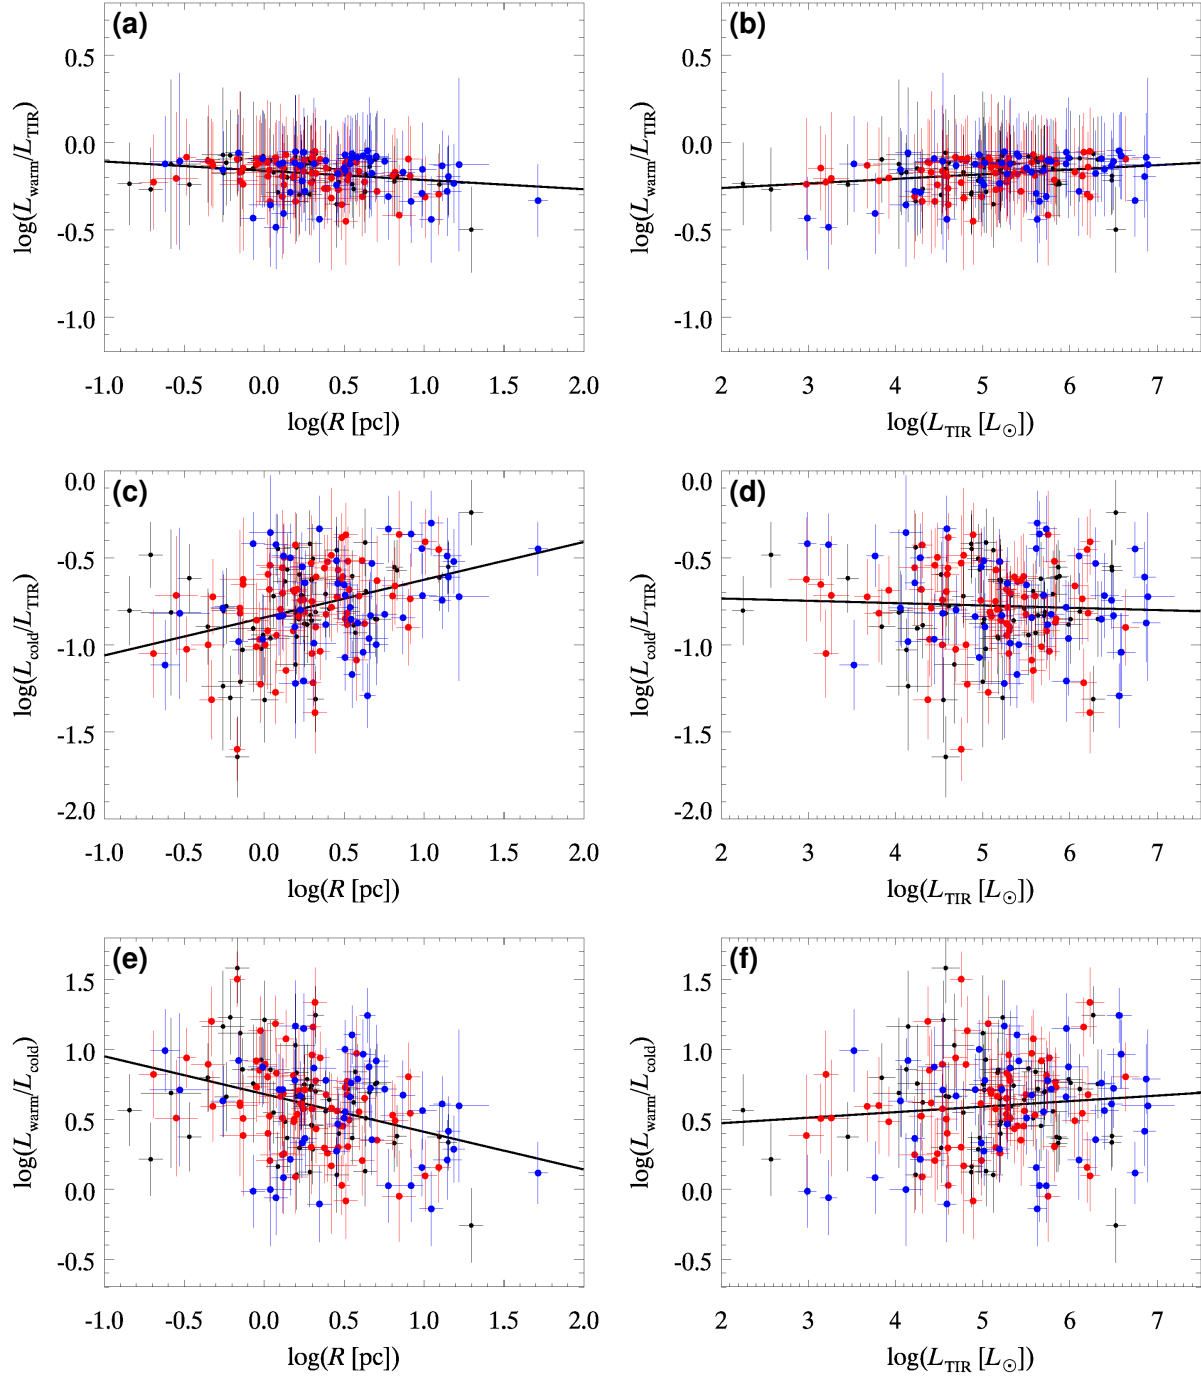 (a)
0.5
0.0
-0.5
-1.0
log(L_warm/L_TIR)
-1.0 -0.5 0.0 0.5 1.0 1.5 2.0
log(R [pc])
(b)
0.5
0.0
-0.5
-1.0
log(L_warm/L_TIR)
2 3 4 5 6 7
log(L_TIR [L_⊙])
(c)
0.0
-0.5
-1.0
-1.5
-2.0
log(L_cold/L_TIR)
-1.0 -0.5 0.0 0.5 1.0 1.5 2.0
log(R [pc])
(d)
0.0
-0.5
-1.0
-1.5
-2.0
log(L_cold/L_TIR)
2 3 4 5 6 7
log(L_TIR [L_⊙])
(e)
1.5
1.0
0.5
0.0
-0.5
log(L_warm/L_cold)
-1.0 -0.5 0.0 0.5 1.0 1.5 2.0
log(R [pc])
(f)
1.5
1.0
0.5
0.0
-0.5
log(L_warm/L_cold)
2 3 4 5 6 7
log(L_TIR [L_⊙])